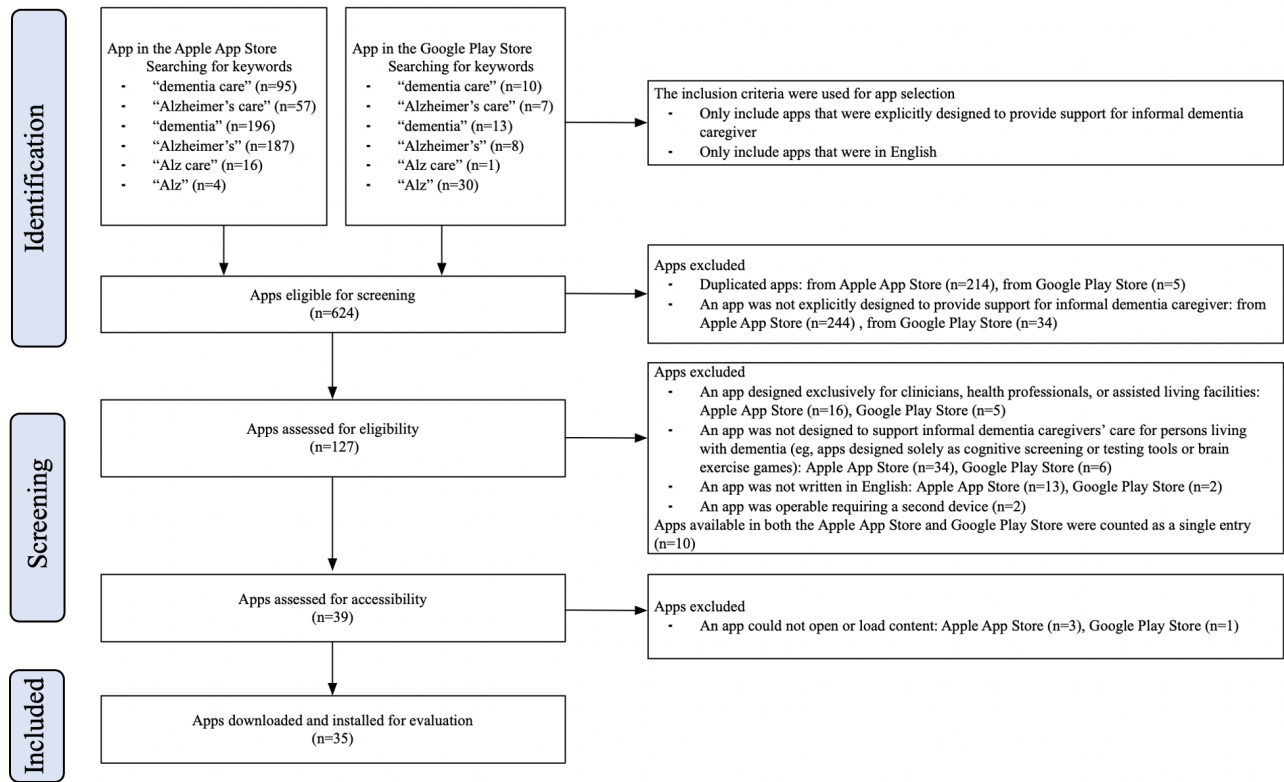 Identification
App in the Apple App Store
Searching for keywords
- “dementia care” (n=95)
- “Alzheimer’s care” (n=57)
- “dementia” (n=196)
- “Alzheimer’s” (n=187)
- “Alz care” (n=16)
- “Alz” (n=4)
App in the Google Play Store
Searching for keywords
- “dementia care” (n=10)
- “Alzheimer’s care” (n=7)
- “dementia” (n=13)
- “Alzheimer’s” (n=8)
- “Alz care” (n=1)
- “Alz” (n=30)
The inclusion criteria were used for app selection
- Only include apps that were explicitly designed to provide support for informal dementia
caregiver
- Only include apps that were in English
Apps eligible for screening
(n=624)
Apps excluded
- Duplicated apps: from Apple App Store (n=214), from Google Play Store (n=5)
- An app was not explicitly designed to provide support for informal dementia caregiver: from
Apple App Store (n=244) , from Google Play Store (n=34)
Screening
Apps assessed for eligibility
(n=127)
Apps excluded
- An app designed exclusively for clinicians, health professionals, or assisted living facilities:
Apple App Store (n=16), Google Play Store (n=5)
- An app was not designed to support informal dementia caregivers’ care for persons living
with dementia (eg, apps designed solely as cognitive screening or testing tools or brain
exercise games): Apple App Store (n=34), Google Play Store (n=6)
- An app was not written in English: Apple App Store (n=13), Google Play Store (n=2)
- An app was operable requiring a second device (n=2)
Apps available in both the Apple App Store and Google Play Store were counted as a single entry
(n=10)
Apps assessed for accessibility
(n=39)
Apps excluded
- An app could not open or load content: Apple App Store (n=3), Google Play Store (n=1)
Included
Apps downloaded and installed for evaluation
(n=35)